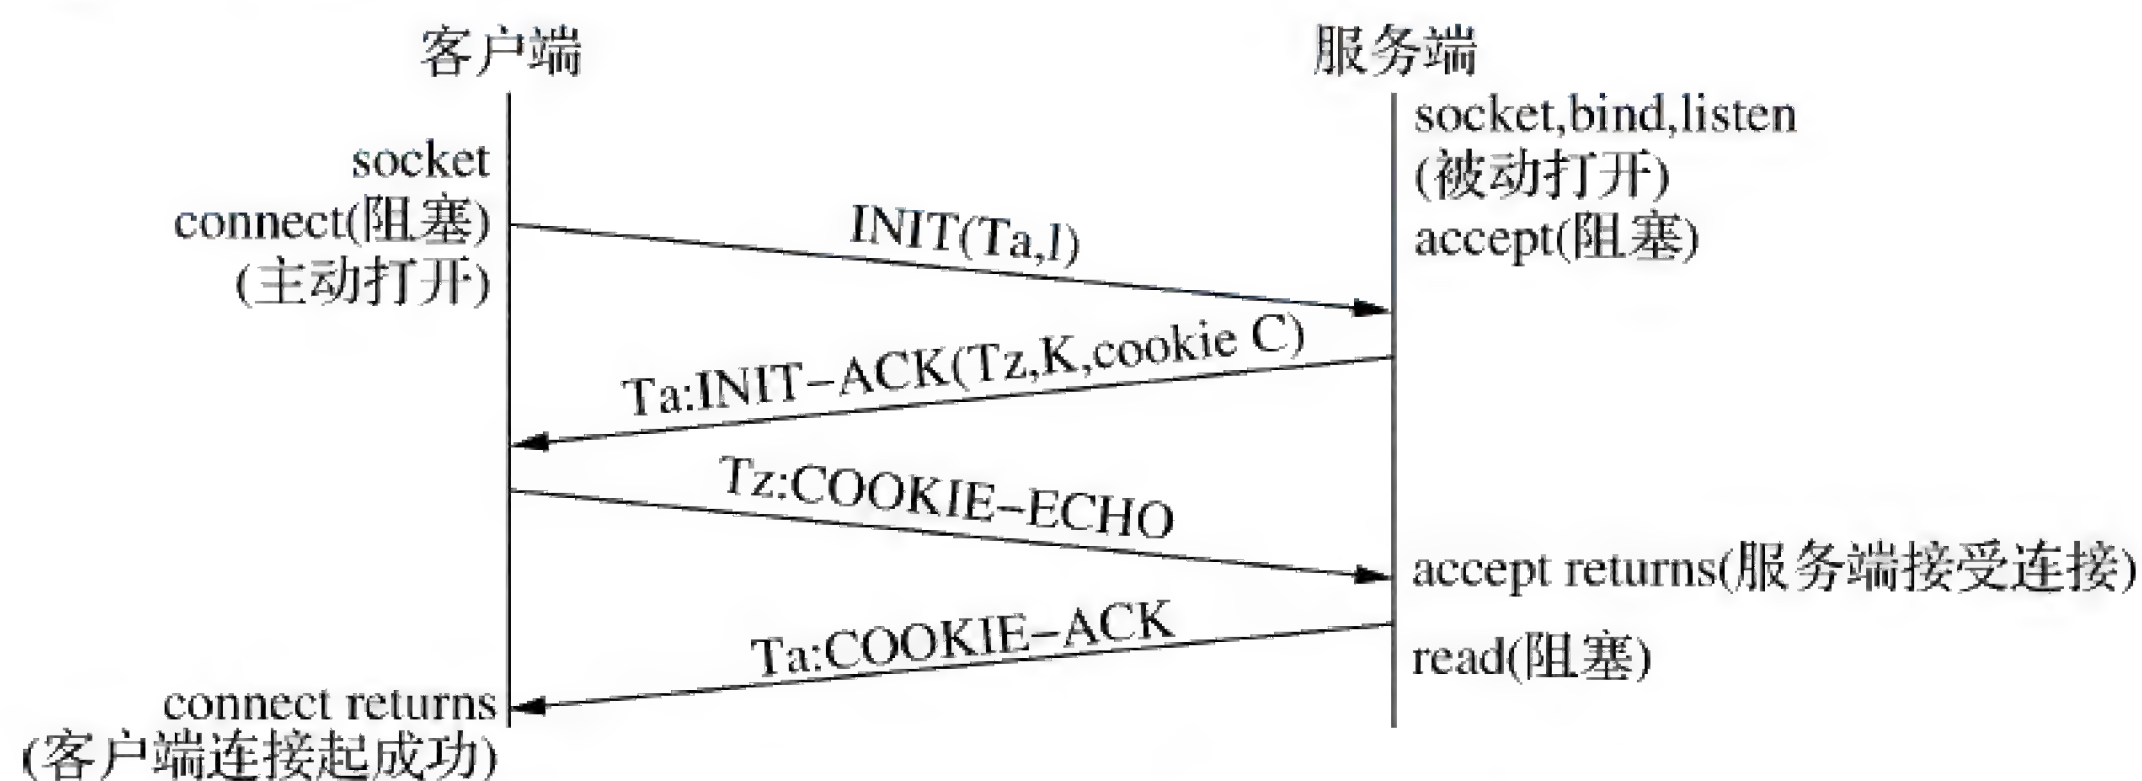 客户端
服务端
socket,bind,listen
(被动打开)
accept(阻塞)
socket
connect(阻塞)
(主动打开)
INIT(Ta,J)
Ta:INIT-ACK(Tz,K,cookie C)
Tz:COOKIE-ECHO
accept returns(服务端接受连接)
Ta:COOKIE-ACK
read(阻塞)
connect returns
(客户端连接起成功)